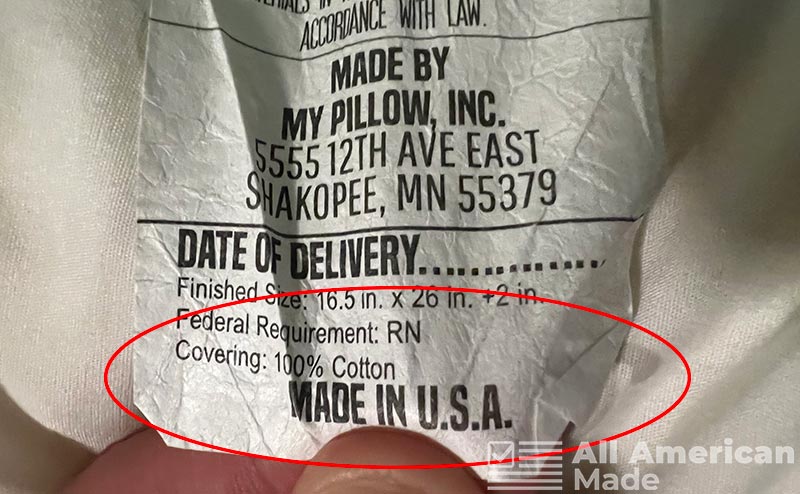 ACCORDANCE WITH LAW.
MADE BY
MY PILLOW, INC.
5555 12TH AVE EAST
SHAKOPEE, MN 55379
DATE OF DELIVERY..................
Finished Size: 16.5 in. x 26 in. +2 in.
Federal Requirement: RN
Covering: 100% Cotton
MADE IN U.S.A.
All American
Made